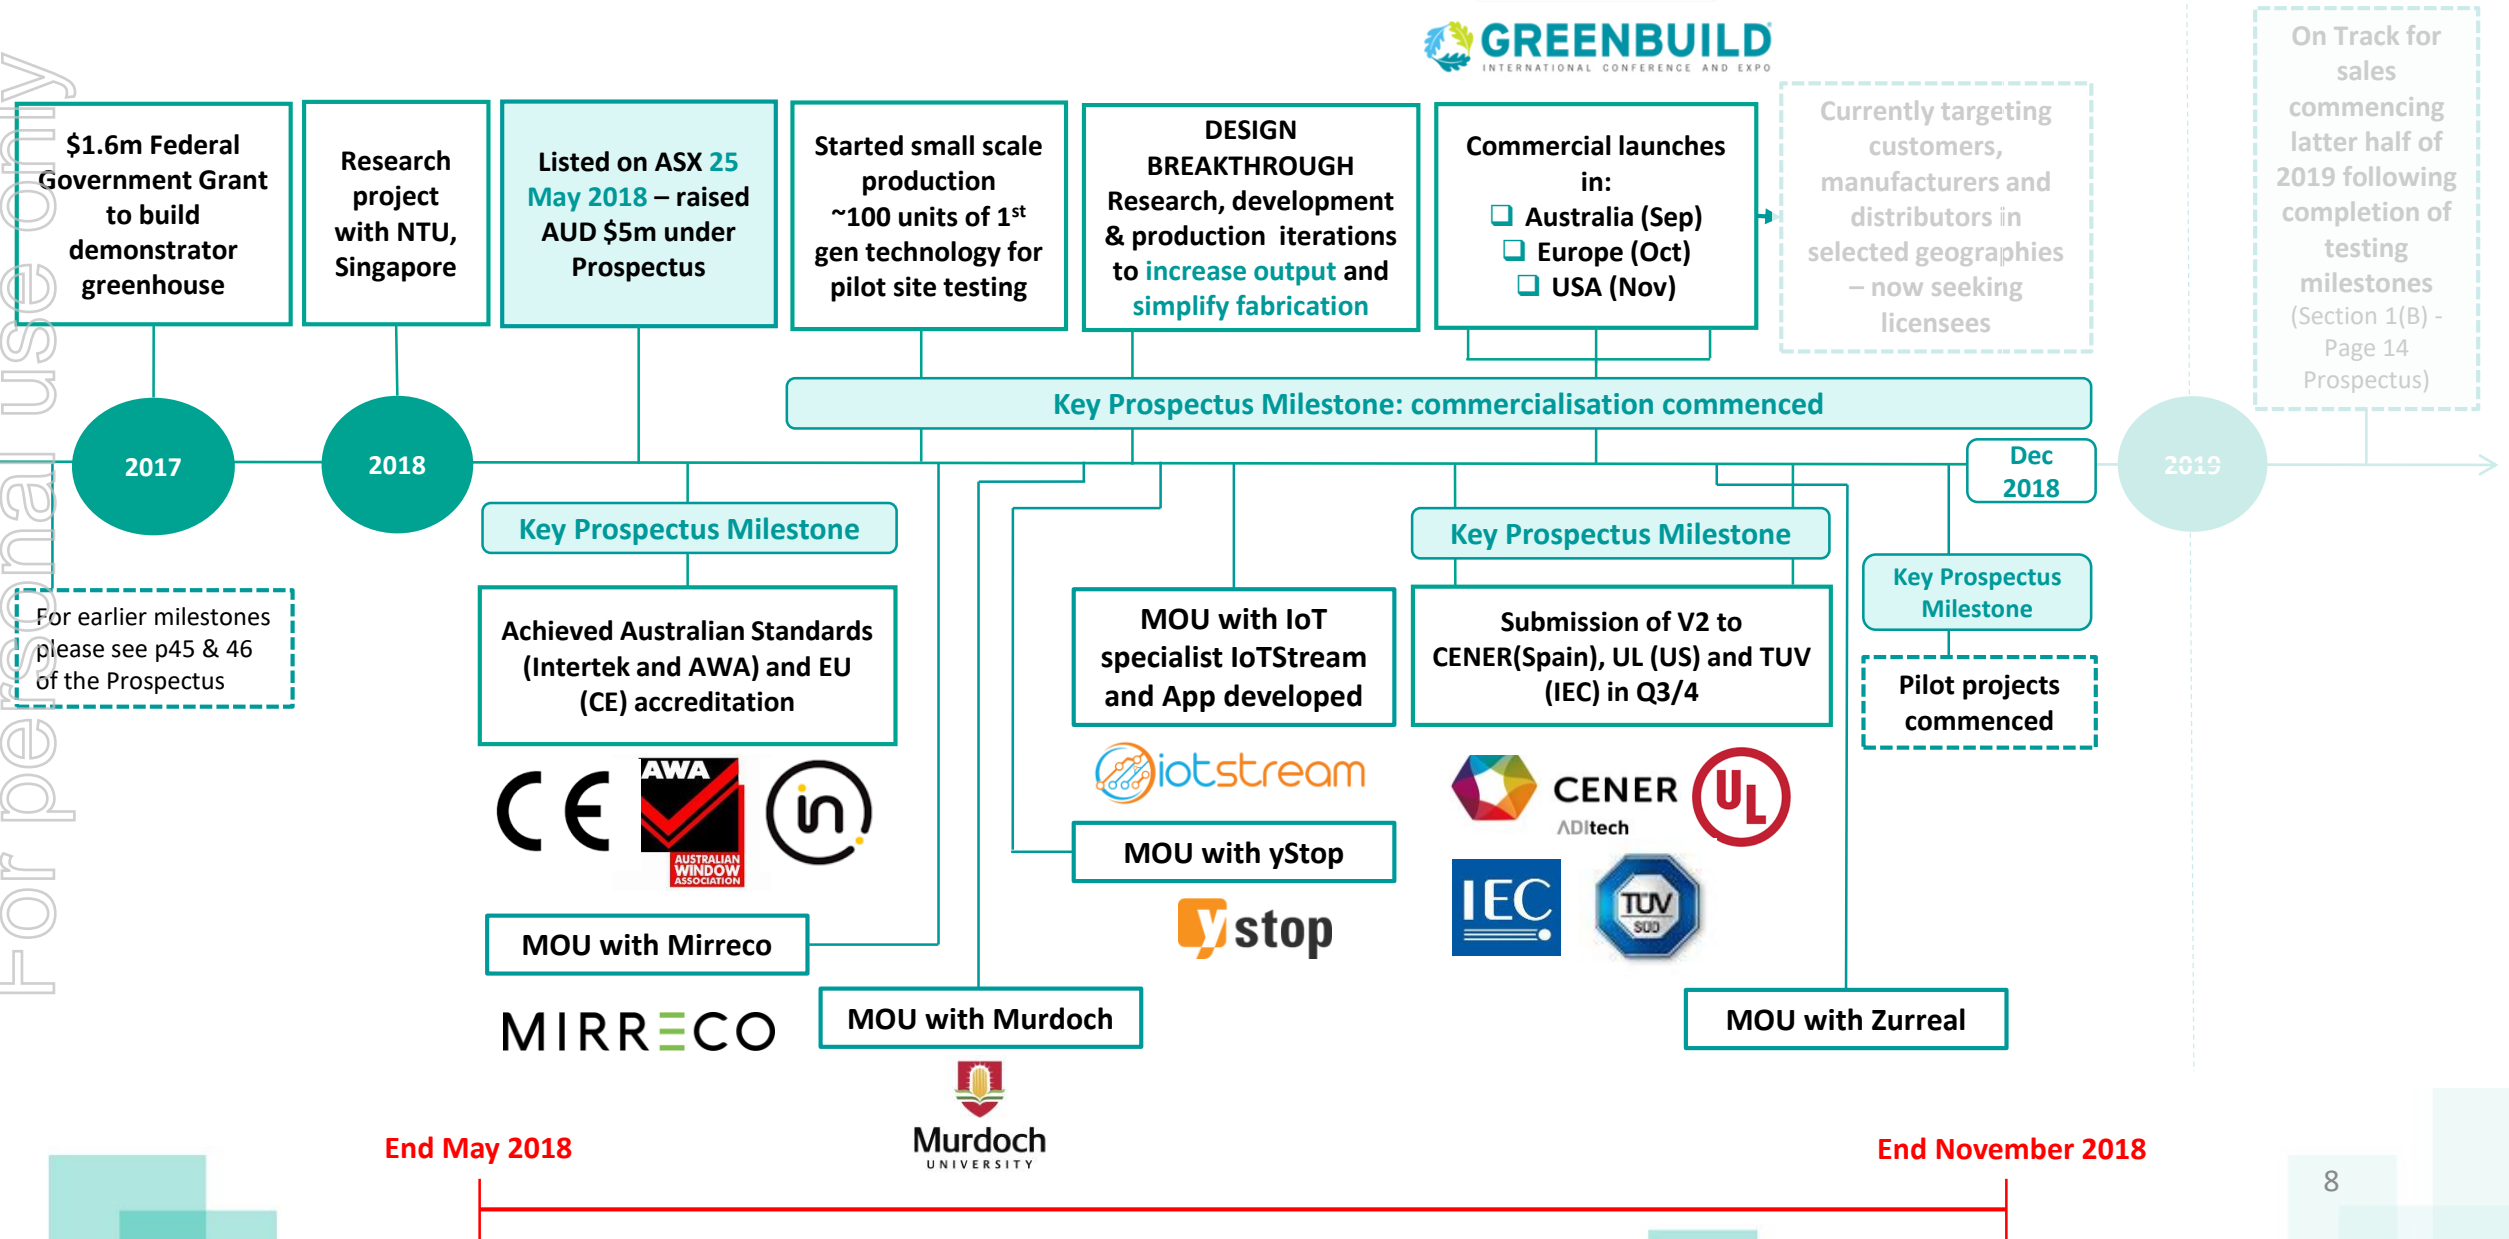 For personal use only
GREENBUILD
INTERNATIONAL CONFERENCE AND EXPO
$1.6m Federal
Government Grant
to build
demonstrator
greenhouse
Research
project
with NTU,
Singapore
Listed on ASX 25
May 2018 – raised
AUD $5m under
Prospectus
Started small scale
production
~100 units of 1st
gen technology for
pilot site testing
DESIGN
BREAKTHROUGH
Research, development
& production iterations
to increase output and
simplify fabrication
Commercial launches
in:
❑ Australia (Sep)
❑ Europe (Oct)
❑ USA (Nov)
Currently targeting
customers,
manufacturers and
distributors in
selected geographies
– now seeking
licensees
On Track for
sales
commencing
latter half of
2019 following
completion of
testing
milestones
(Section 1(B) -
Page 14
Prospectus)
Key Prospectus Milestone: commercialisation commenced
2017
2018
Dec
2018
2019
Key Prospectus Milestone
Key Prospectus Milestone
Key Prospectus
Milestone
For earlier milestones
please see p45 & 46
of the Prospectus
Achieved Australian Standards
(Intertek and AWA) and EU
(CE) accreditation
MOU with IoT
specialist IoTStream
and App developed
Submission of V2 to
CENER(Spain), UL (US) and TUV
(IEC) in Q3/4
Pilot projects
commenced
CE
AWA
AUSTRALIAN
WINDOW
ASSOCIATION
in
iotstream
CENER
ADItech
UL
MOU with yStop
ystop
IEC
TÜV
SÜD
MOU with Mirreco
MIRRECO
MOU with Murdoch
Murdoch
UNIVERSITY
MOU with Zurreal
End May 2018
End November 2018
8